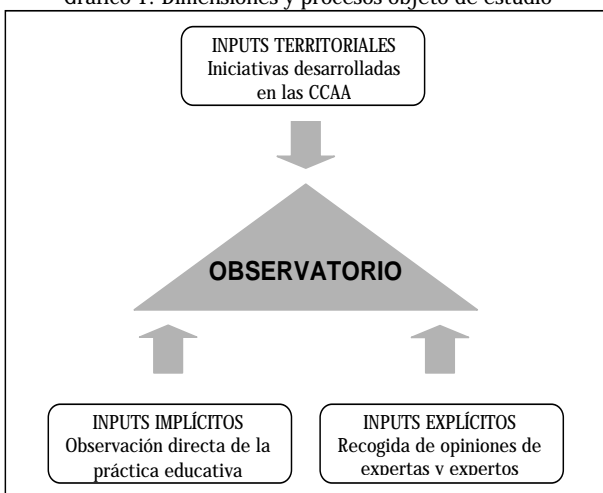 Gráfico 1: Dimensiones y procesos objeto de estudio
INPUTS TERRITORIALES
Iniciativas desarrolladas
en las CCAA
OBSERVATORIO
INPUTS IMPLÍCITOS
Observación directa de la
práctica educativa
INPUTS EXPLÍCITOS
Recogida de opiniones de
expertas y expertos